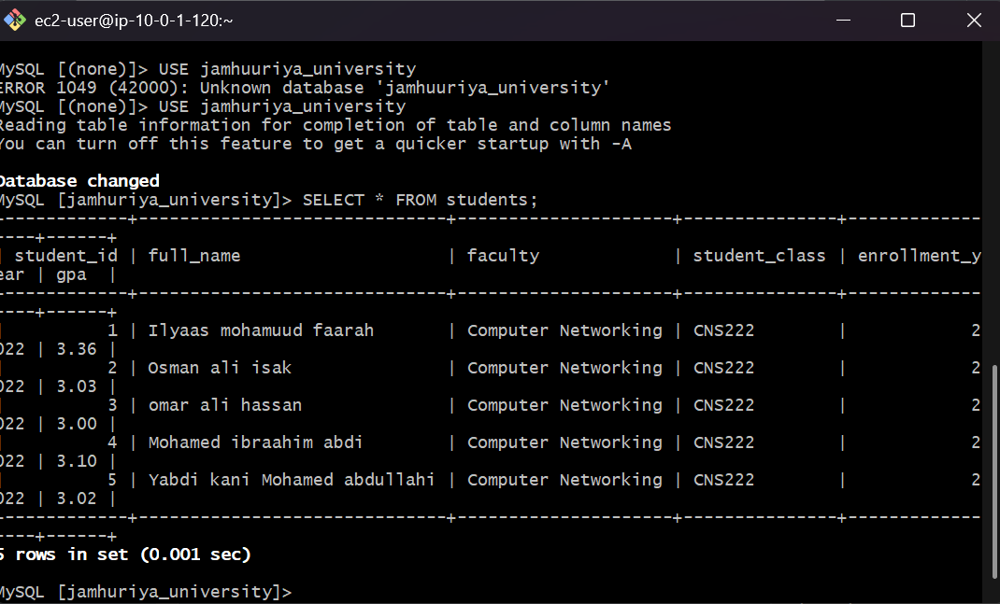 ec2-user@ip-10-0-1-120:~
MySQL [(none)]> USE jamhuuriya_university
ERROR 1049 (42000): Unknown database 'jamhuuriya_university'
MySQL [(none)]> USE jamhuriya_university
Reading table information for completion of table and column names
You can turn off this feature to get a quicker startup with -A
Database changed
MySQL [jamhuriya_university]> SELECT * FROM students;
-------------+------------------------------+----------------------+---------------+-------------
----+------+
| student_id | full_name | faculty | student_class | enrollment_y
ear | gpa |
-------------+------------------------------+----------------------+---------------+-------------
----+------+
| 1 | Ilyaas mohamuud faarah | Computer Networking | CNS222 | 2
022 | 3.36 |
| 2 | Osman ali isak | Computer Networking | CNS222 | 2
022 | 3.03 |
| 3 | omar ali hassan | Computer Networking | CNS222 | 2
022 | 3.00 |
| 4 | Mohamed ibraahim abdi | Computer Networking | CNS222 | 2
022 | 3.10 |
| 5 | Yabdi kani Mohamed abdullahi | Computer Networking | CNS222 | 2
022 | 3.02 |
-------------+------------------------------+----------------------+---------------+-------------
----+------+
5 rows in set (0.001 sec)
MySQL [jamhuriya_university]>